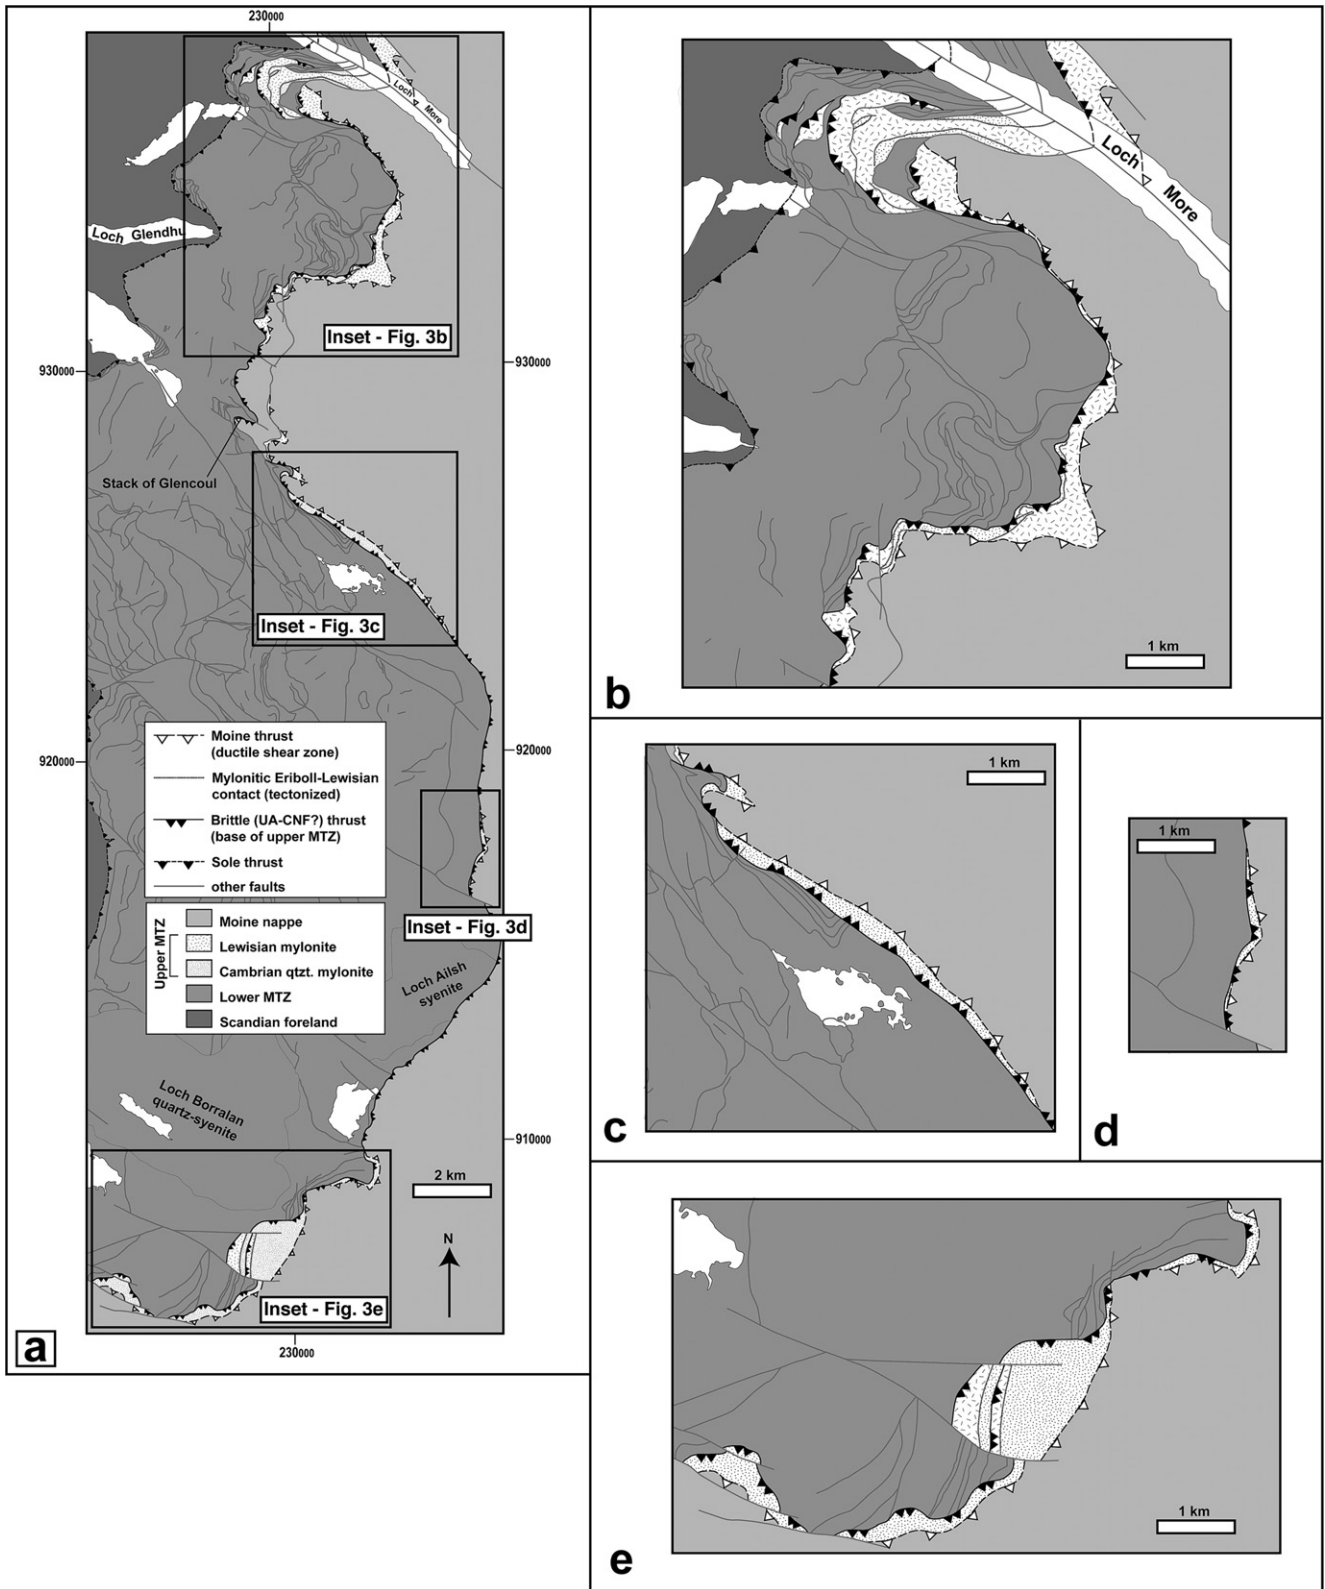 230000
Loch
More
Loch Glendhu
Inset - Fig. 3b
930000
930000
Stack of Glencoul
Inset - Fig. 3c
Moine thrust
(ductile shear zone)
Mylonitic Eriboll-Lewisian
contact (tectonized)
Brittle (UA-CNF?) thrust
(base of upper MTZ)
Sole thrust
other faults
920000
920000
Upper MTZ
Moine nappe
Lewisian mylonite
Cambrian qtzt. mylonite
Lower MTZ
Scandian foreland
Inset - Fig. 3d
Loch Ailsh
syenite
Loch Borralan
quartz-syenite
910000
2 km
N
Inset - Fig. 3e
a
230000
Loch
More
1 km
b
1 km
c
1 km
d
1 km
e